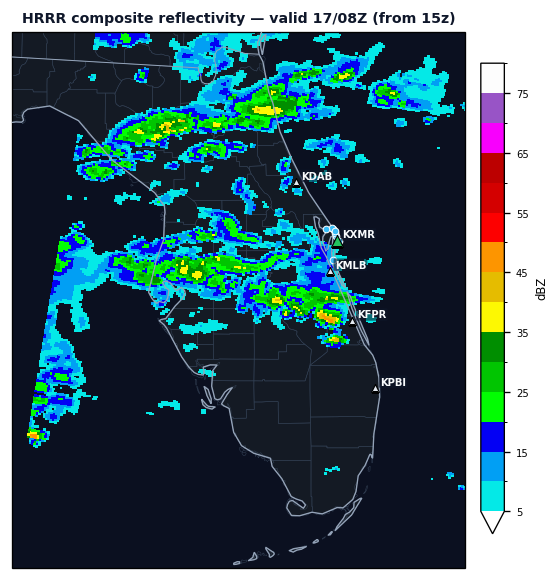 HRRR composite reflectivity — valid 17/08Z (from 15z)
KDAB
KXMR
KMLB
KFPR
KPBI
75
65
55
45
35
25
15
5
dBZ